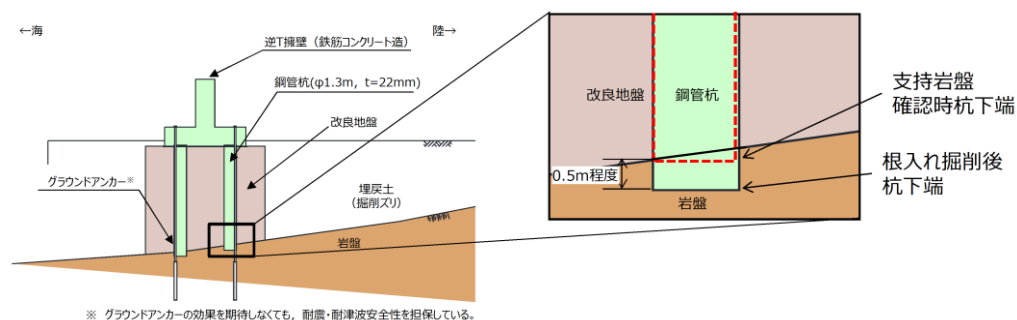 ←海
陸→
逆T擁壁（鉄筋コンクリート造）
鋼管杭(φ1.3m，t=22mm)
改良地盤
グラウンドアンカー※
埋戻土
（掘削ズリ）
岩盤
※ グラウンドアンカーの効果を期待しなくても，耐震・耐津波安全性を担保している。
改良地盤
鋼管杭
支持岩盤
確認時杭下端
0.5m程度
根入れ掘削後
杭下端
岩盤